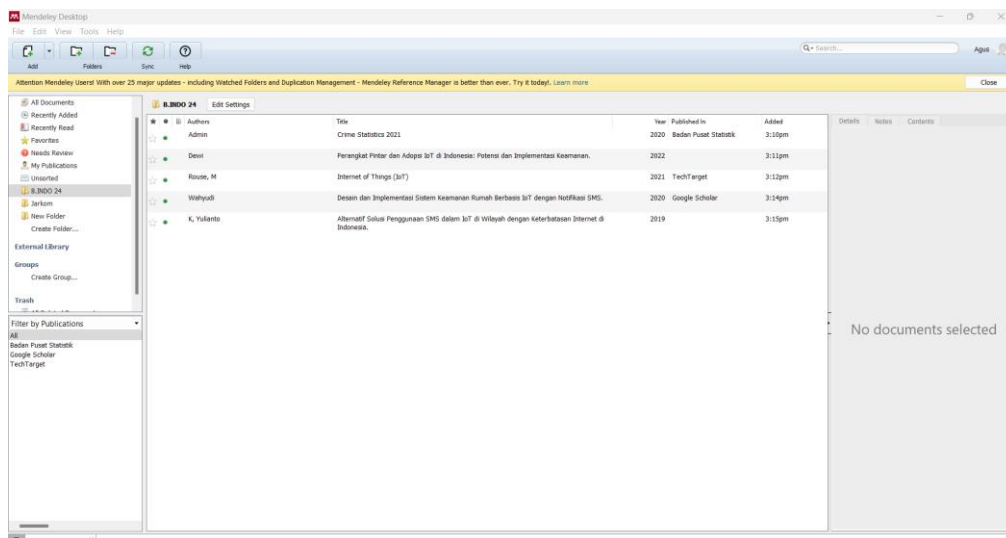 Mendeley Desktop
File Edit View Tools Help
Add Folders Sync Help
Search...
Agus
Attention Mendeley Users! With over 25 major updates - including Watched Folders and Duplication Management - Mendeley Reference Manager is better than ever. Try it today!. Learn more
Close
All Documents
Recently Added
Recently Read
Favorites
Needs Review
My Publications
Unsorted
B.INDO 24
Jarkom
New Folder
Create Folder...
External Library
Groups
Create Group...
Trash
Filter by Publications
All
Badan Pusat Statistik
Google Scholar
TechTarget
B.INDO 24 Edit Settings
Authors Title Year Published In Added
Admin Crime Statistics 2021 2020 Badan Pusat Statistik 3:10pm
Dewi Perangkat Pintar dan Adopsi IoT di Indonesia: Potensi dan Implementasi Keamanan. 2022 3:11pm
Rouse, M Internet of Things (IoT) 2021 TechTarget 3:12pm
Wahyudi Desain dan Implementasi Sistem Keamanan Rumah Berbasis IoT dengan Notifikasi SMS. 2020 Google Scholar 3:14pm
K, Yulianto Alternatif Solusi Penggunaan SMS dalam IoT di Wilayah dengan Keterbatasan Internet di 2019 3:15pm
Indonesia.
Details Notes Contents
No documents selected